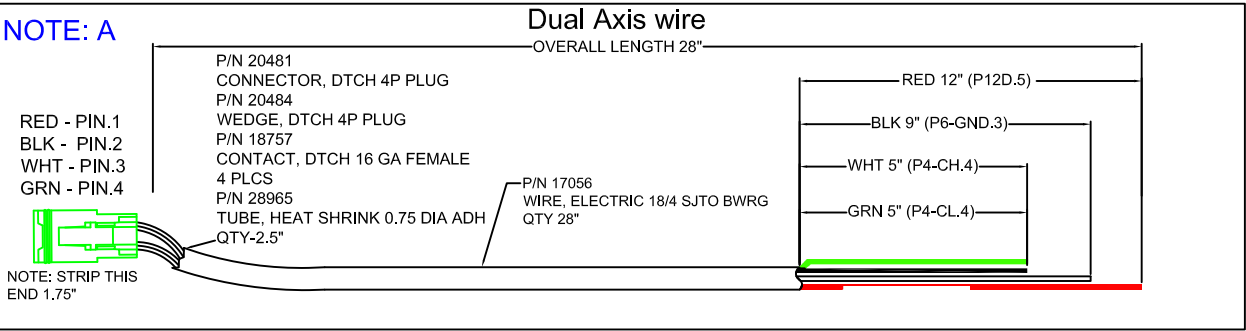 Dual Axis wire
NOTE: A
OVERALL LENGTH 28"
P/N 20481
CONNECTOR, DTCH 4P PLUG
P/N 20484
WEDGE, DTCH 4P PLUG
P/N 18757
CONTACT, DTCH 16 GA FEMALE
4 PLCS
P/N 28965
TUBE, HEAT SHRINK 0.75 DIA ADH
QTY-2.5"
RED - PIN.1
BLK - PIN.2
WHT - PIN.3
GRN - PIN.4
P/N 17056
WIRE, ELECTRIC 18/4 SJTO BWRG
QTY 28"
RED 12" (P12D.5)
BLK 9" (P6-GND.3)
WHT 5" (P4-CH.4)
GRN 5" (P4-CL.4)
NOTE: STRIP THIS
END 1.75"